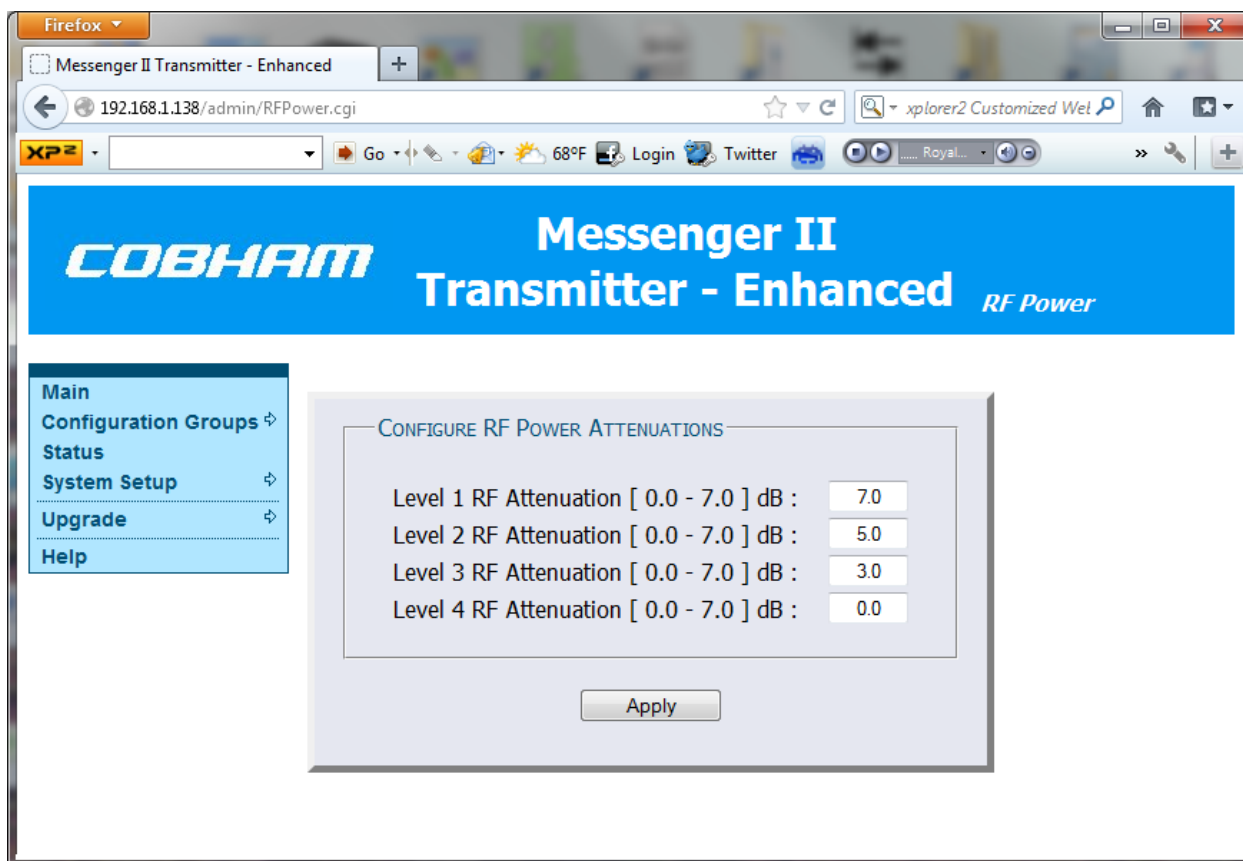 Firefox
Messenger II Transmitter - Enhanced
192.168.1.138/admin/RFPower.cgi
xplorer2 Customized Wel
XP2
Go
68°F
Login
Twitter
..... Royal...
»
COBHAM
Messenger II
Transmitter - Enhanced
RF Power
Main
Configuration Groups
Status
System Setup
Upgrade
Help
CONFIGURE RF POWER ATTENUATIONS
Level 1 RF Attenuation [ 0.0 - 7.0 ] dB : 7.0
Level 2 RF Attenuation [ 0.0 - 7.0 ] dB : 5.0
Level 3 RF Attenuation [ 0.0 - 7.0 ] dB : 3.0
Level 4 RF Attenuation [ 0.0 - 7.0 ] dB : 0.0
Apply